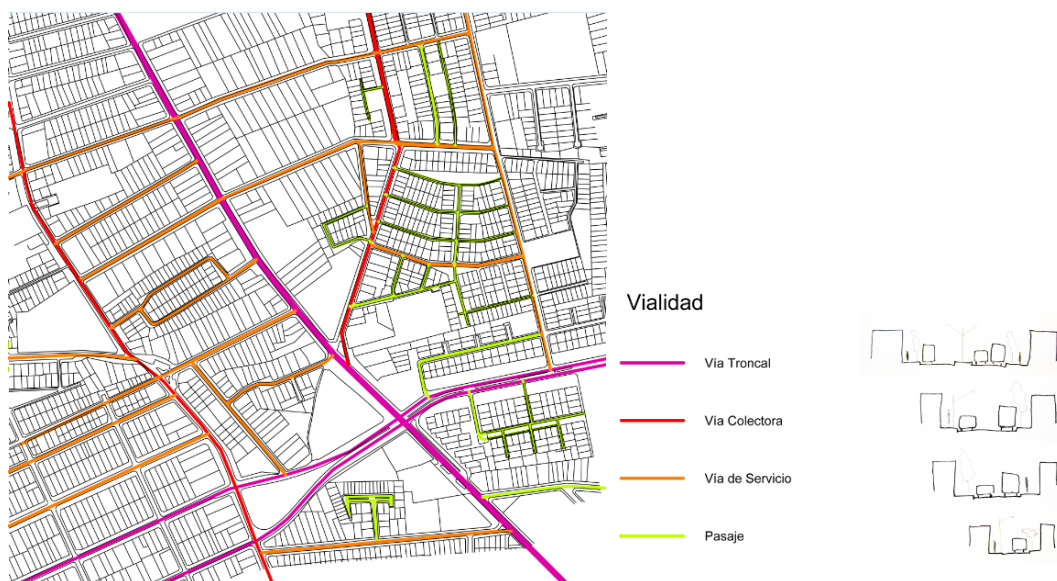 Vialidad
Vía Troncal
Vía Colectora
Vía de Servicio
Pasaje